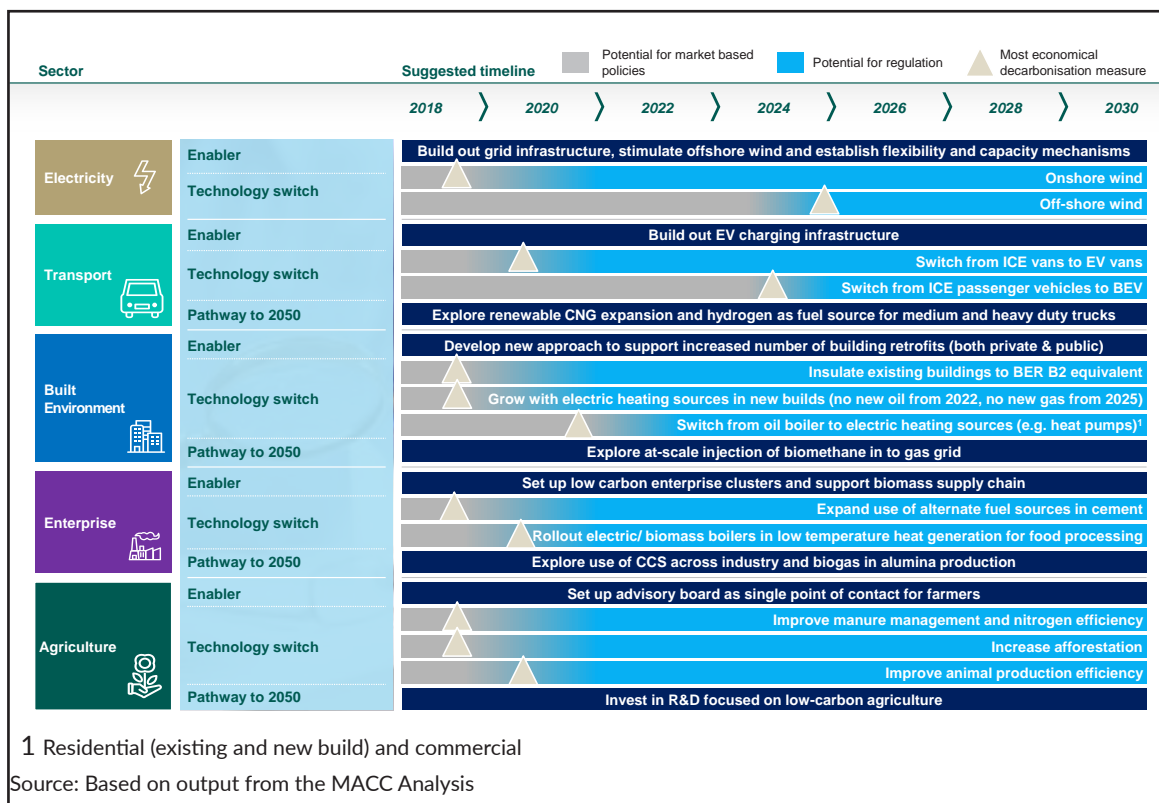 Sector
Suggested timeline
Potential for market based
policies
Potential for regulation
Most economical
decarbonisation measure
2018 2020 2022 2024 2026 2028 2030
Electricity
Enabler
Build out grid infrastructure, stimulate offshore wind and establish flexibility and capacity mechanisms
Technology switch
Onshore wind
Off-shore wind
Transport
Enabler
Build out EV charging infrastructure
Technology switch
Switch from ICE vans to EV vans
Switch from ICE passenger vehicles to BEV
Pathway to 2050
Explore renewable CNG expansion and hydrogen as fuel source for medium and heavy duty trucks
Built
Environment
Enabler
Develop new approach to support increased number of building retrofits (both private & public)
Technology switch
Insulate existing buildings to BER B2 equivalent
Grow with electric heating sources in new builds (no new oil from 2022, no new gas from 2025)
Switch from oil boiler to electric heating sources (e.g. heat pumps)¹
Pathway to 2050
Explore at-scale injection of biomethane in to gas grid
Enterprise
Enabler
Set up low carbon enterprise clusters and support biomass supply chain
Technology switch
Expand use of alternate fuel sources in cement
Rollout electric/ biomass boilers in low temperature heat generation for food processing
Pathway to 2050
Explore use of CCS across industry and biogas in alumina production
Agriculture
Enabler
Set up advisory board as single point of contact for farmers
Technology switch
Improve manure management and nitrogen efficiency
Increase afforestation
Improve animal production efficiency
Pathway to 2050
Invest in R&D focused on low-carbon agriculture
1 Residential (existing and new build) and commercial
Source: Based on output from the MACC Analysis